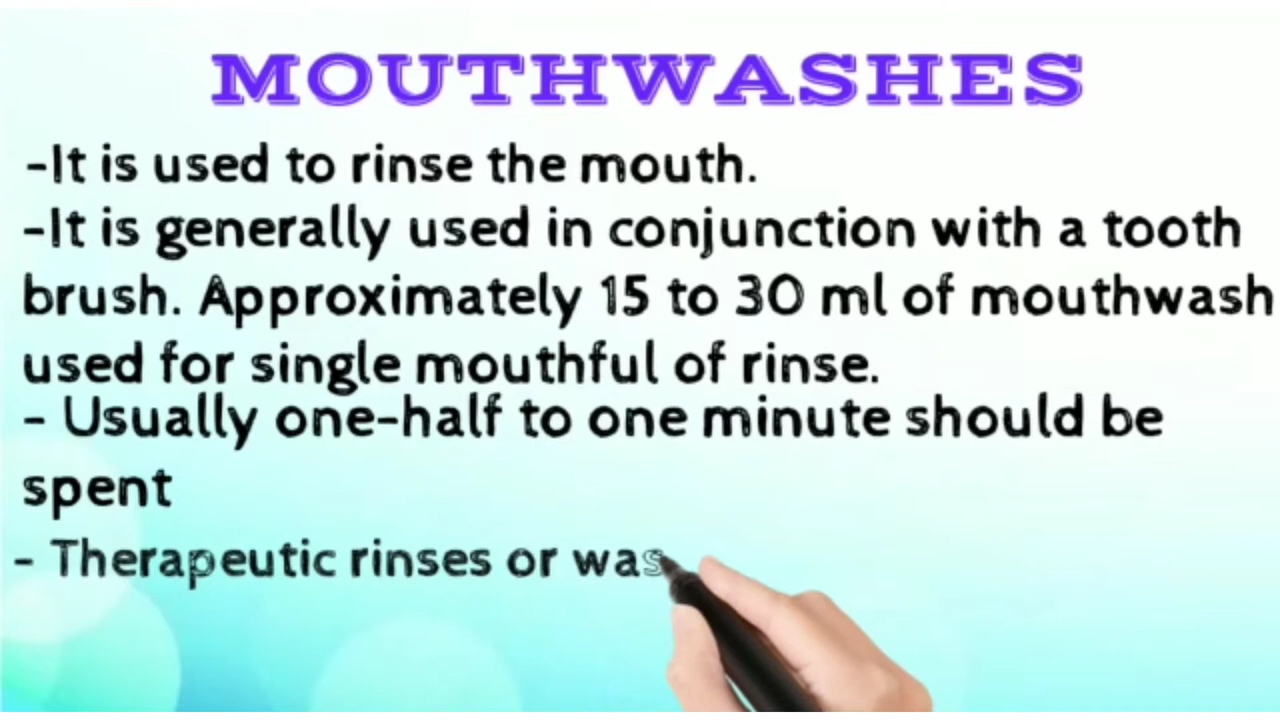 MOUTHWASHES
-It is used to rinse the mouth.
-It is generally used in conjunction with a tooth
brush. Approximately 15 to 30 ml of mouthwash
used for single mouthful of rinse.
- Usually one-half to one minute should be
spent
- Therapeutic rinses or was